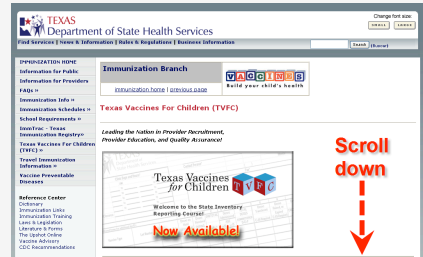 TEXAS
Department of State Health Services
Change font size:
SMALL LARGE
Find Services | News & Information | Rules & Regulations | Business Information
Search (Buscar)
IMMUNIZATION HOME
Information for Public
Information for Providers
FAQs »
Immunization Info »
Immunization Schedules »
School Requirements »
ImmTrac - Texas
Immunization Registry»
Texas Vaccines For Children
(TVFC) »
Travel Immunization
Information »
Vaccine Preventable
Diseases
Reference Center
Dictionary
Immunization Links
Immunization Training
Laws & Legislation
Literature & Forms
The Upshot Online
Vaccine Advisory
CDC Recommendations
Immunization Branch
immunization home | previous page
VACCINES
Build your child's health
Texas Vaccines For Children (TVFC)
Leading the Nation in Provider Recruitment,
Provider Education, and Quality Assurance!
Texas Vaccines
for Children TVFC
Welcome to the State Inventory
Reporting Course!
Now Available!
Scroll
down